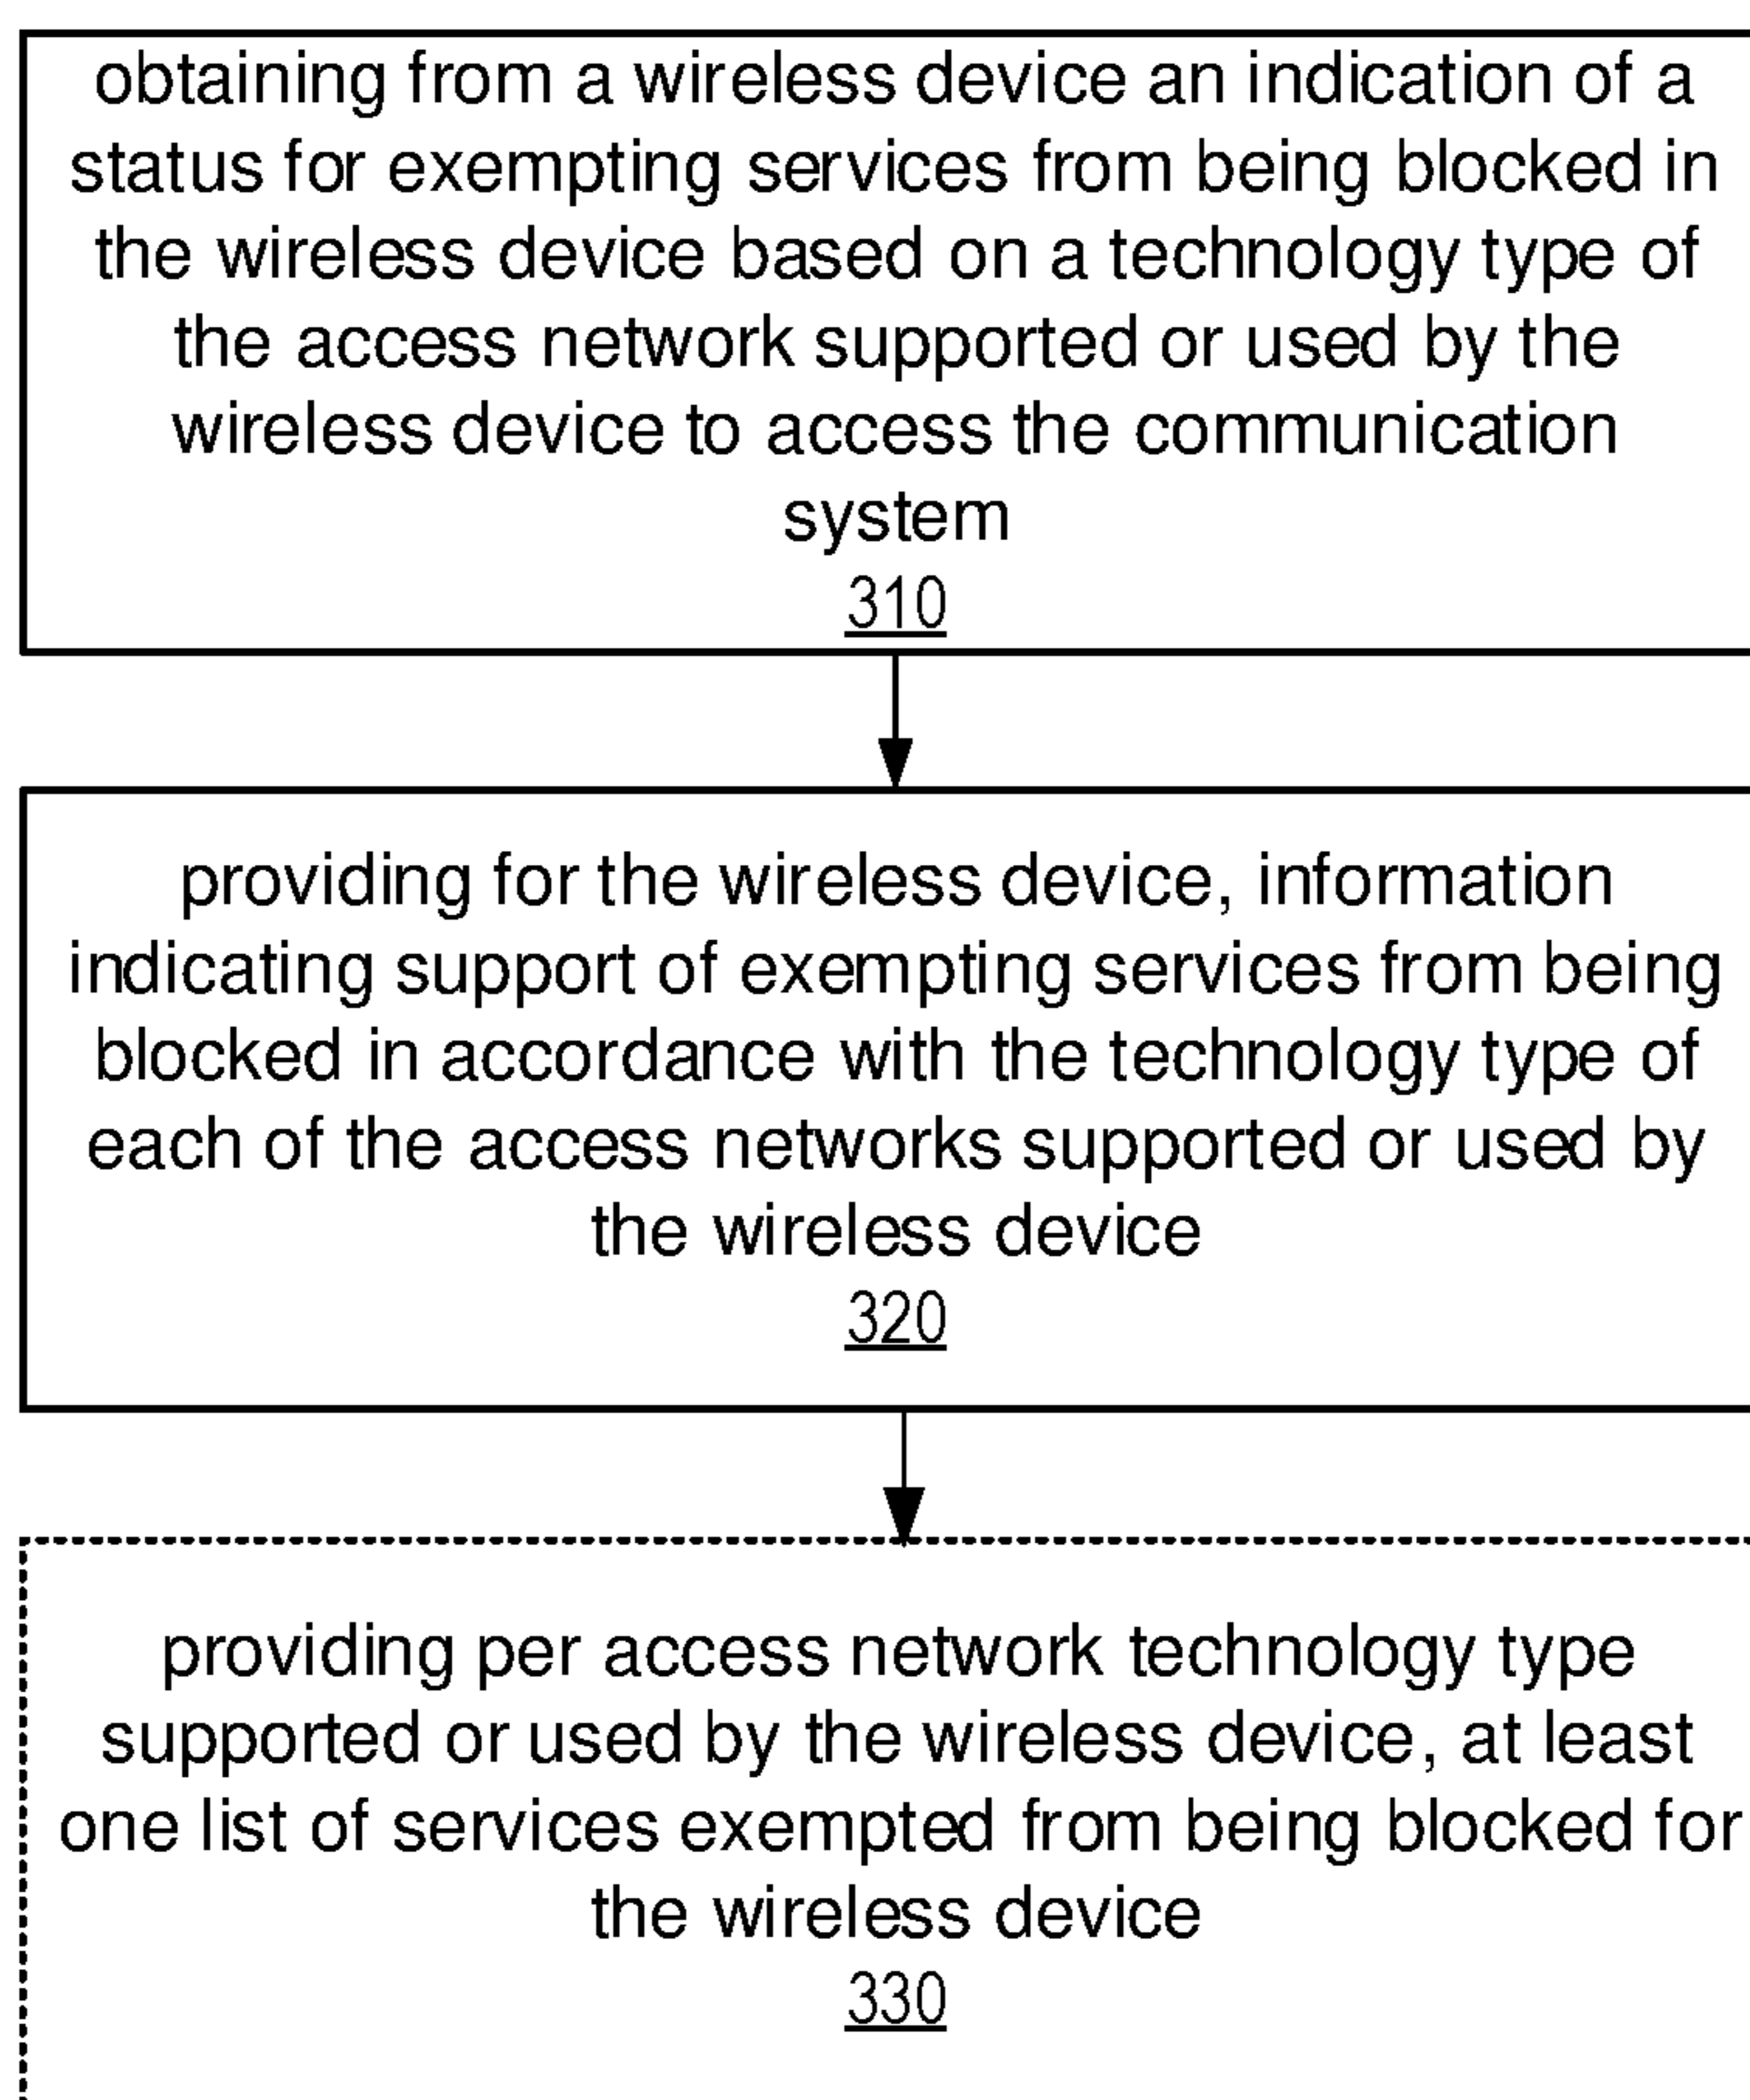 obtaining from a wireless device an indication of a
status for exempting services from being blocked in
the wireless device based on a technology type of
the access network supported or used by the
wireless device to access the communication
system
310
providing for the wireless device, information
indicating support of exempting services from being
blocked in accordance with the technology type of
each of the access networks supported or used by
the wireless device
320
providing per access network technology type
supported or used by the wireless device, at least
one list of services exempted from being blocked for
the wireless device
330